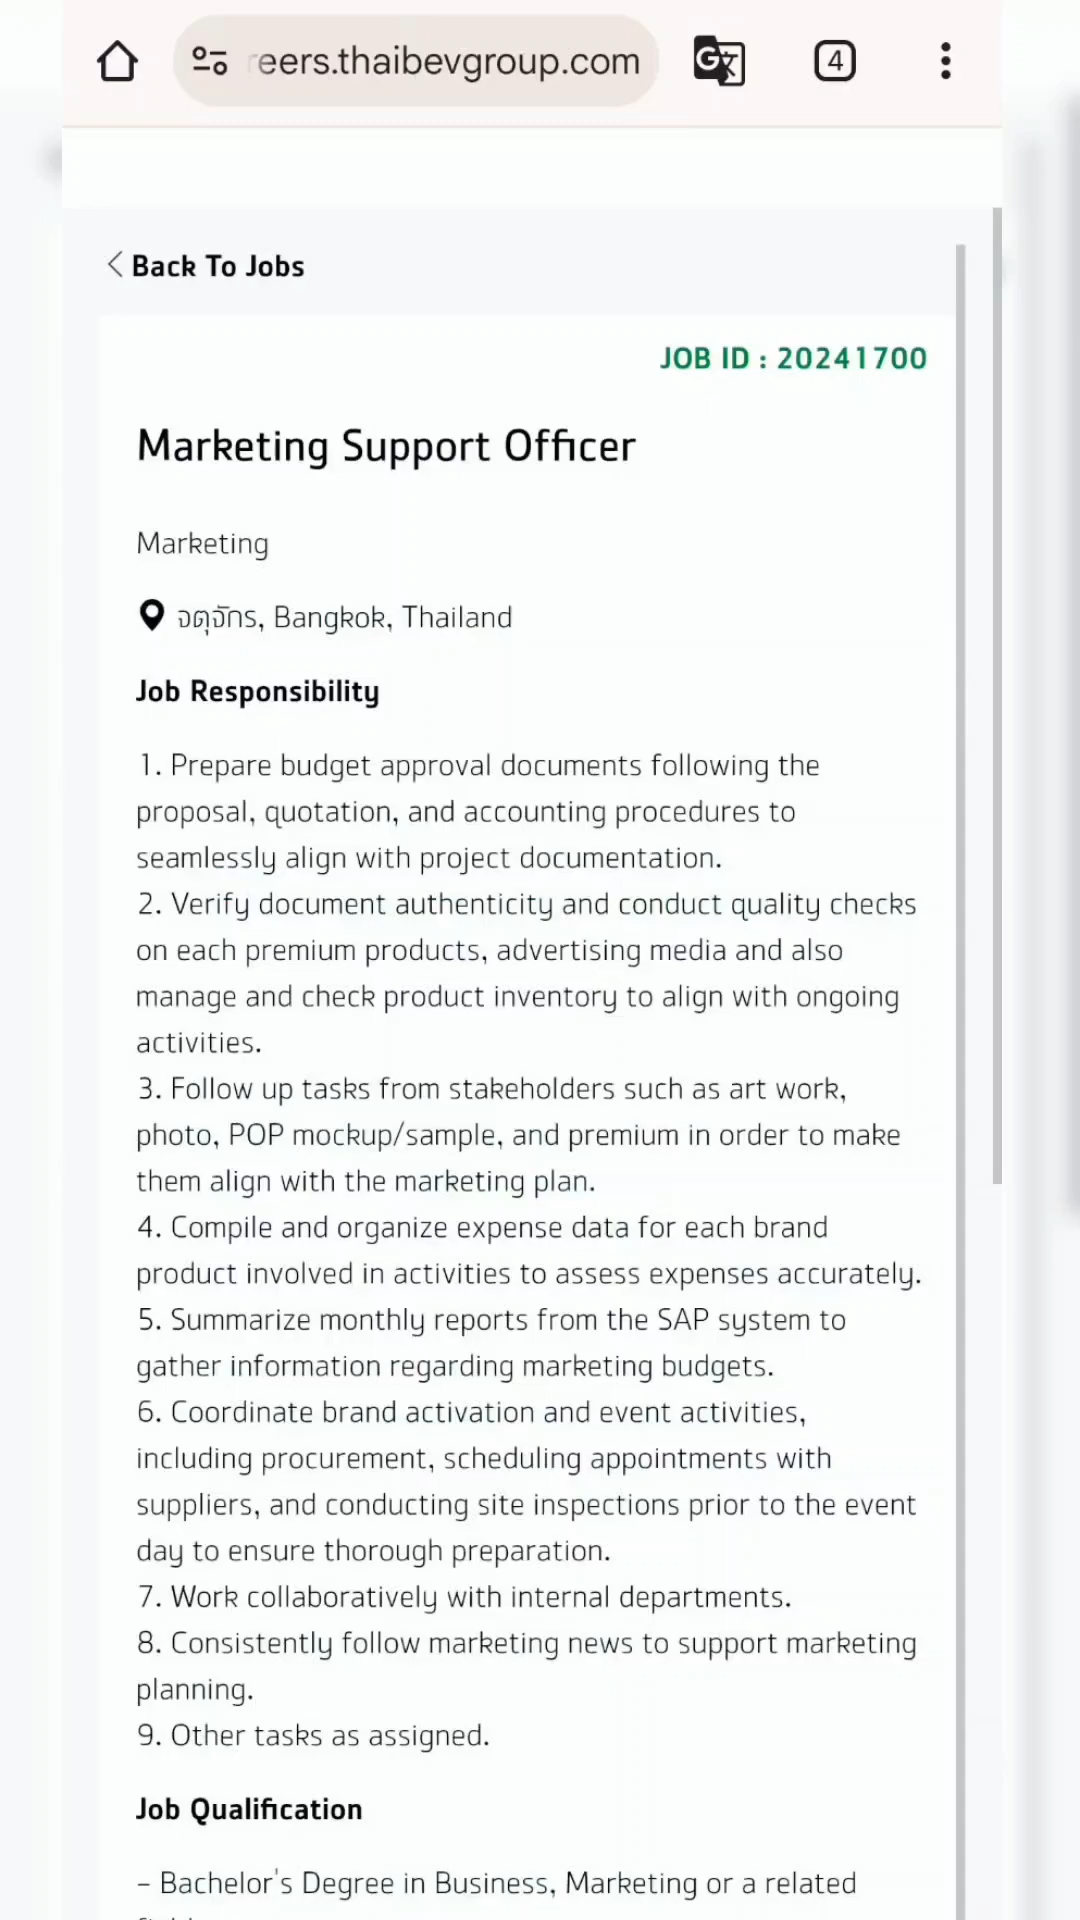 eers.thaibevgroup.com
4
Back To Jobs
JOB ID : 20241700
Marketing Support Officer
Marketing
จตุจักร, Bangkok, Thailand
Job Responsibility
1. Prepare budget approval documents following the
proposal, quotation, and accounting procedures to
seamlessly align with project documentation.
2. Verify document authenticity and conduct quality checks
on each premium products, advertising media and also
manage and check product inventory to align with ongoing
activities.
3. Follow up tasks from stakeholders such as art work,
photo, POP mockup/sample, and premium in order to make
them align with the marketing plan.
4. Compile and organize expense data for each brand
product involved in activities to assess expenses accurately.
5. Summarize monthly reports from the SAP system to
gather information regarding marketing budgets.
6. Coordinate brand activation and event activities,
including procurement, scheduling appointments with
suppliers, and conducting site inspections prior to the event
day to ensure thorough preparation.
7. Work collaboratively with internal departments.
8. Consistently follow marketing news to support marketing
planning.
9. Other tasks as assigned.
Job Qualification
- Bachelor's Degree in Business, Marketing or a related